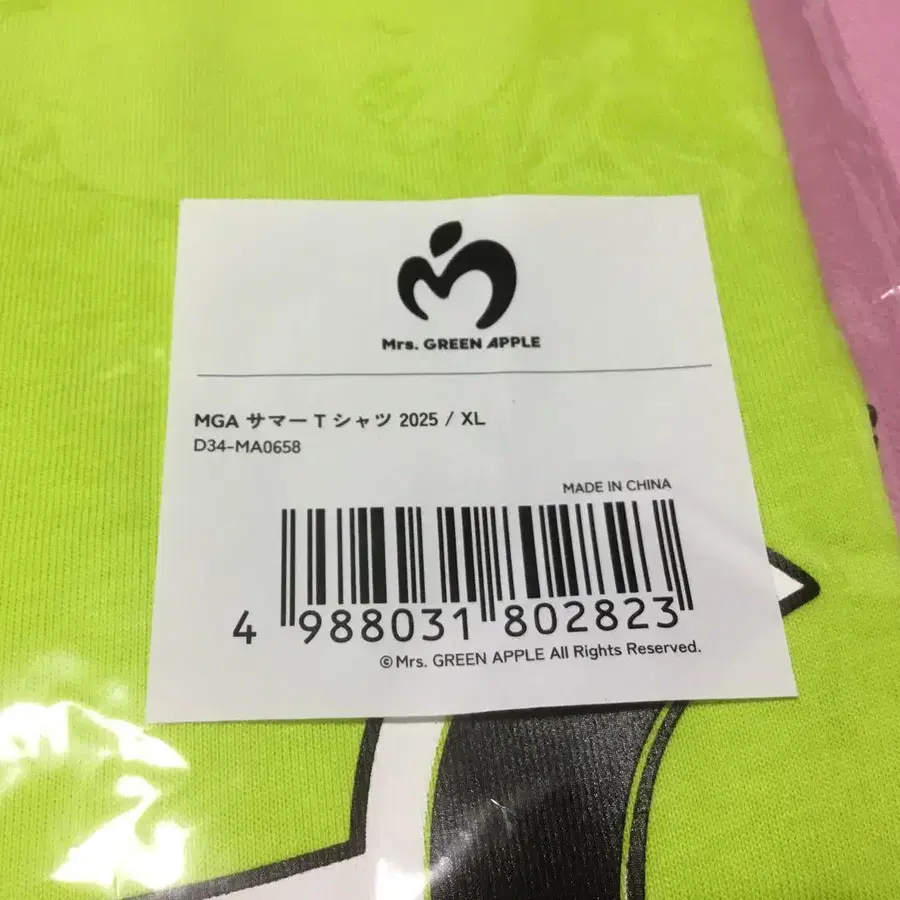 Mrs. GREEN APPLE
MGA サマー T シャツ 2025 / XL
D34-MA0658
MADE IN CHINA
4 988031 802823
©Mrs. GREEN APPLE All Rights Reserved.